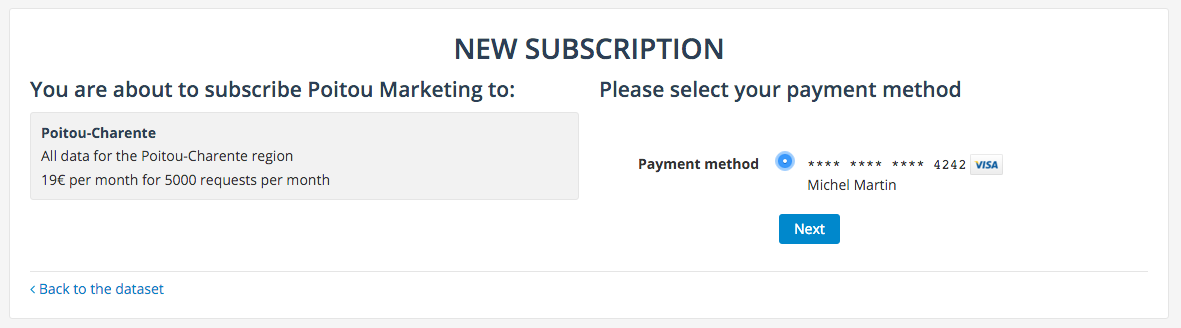 NEW SUBSCRIPTION
You are about to subscribe Poitou Marketing to:
Poitou-Charente
All data for the Poitou-Charente region
19€ per month for 5000 requests per month
Please select your payment method
Payment method
**** **** **** 4242 VISA
Michel Martin
Next
‹ Back to the dataset